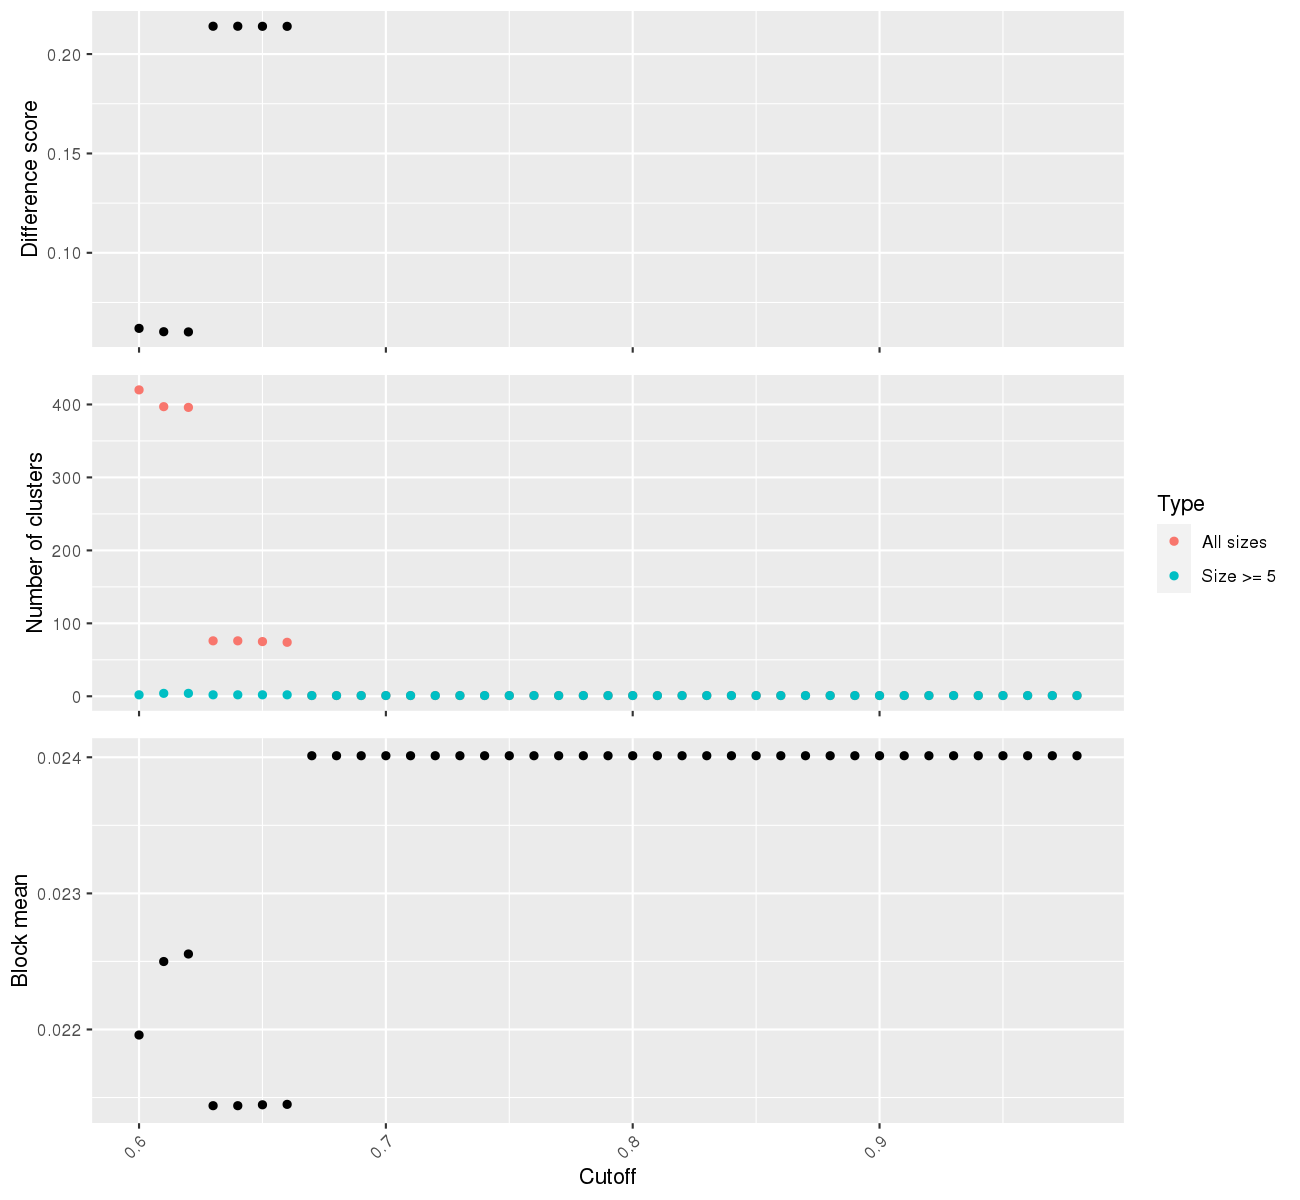 Difference score
0.20
0.15
0.10
Number of clusters
400
300
200
100
0
Type
All sizes
Size >= 5
Block mean
0.024
0.023
0.022
0.6
0.7
0.8
0.9
Cutoff